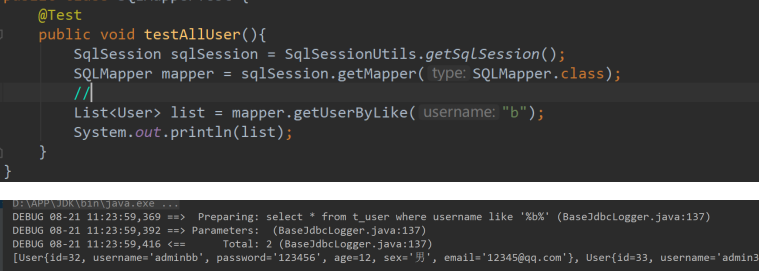 @Test
public void testAllUser(){
SqlSession sqlSession = SqlSessionUtils.getSqlSession();
SQLMapper mapper = sqlSession.getMapper( type: SQLMapper.class);
//
List<User> list = mapper.getUserByLike( username: "b");
System.out.println(list);
}
}
D:\APP\JDK\bin\java.exe ...
DEBUG 08-21 11:23:59,369 ==>  Preparing: select * from t_user where username like '%b%' (BaseJdbcLogger.java:137)
DEBUG 08-21 11:23:59,392 ==> Parameters:  (BaseJdbcLogger.java:137)
DEBUG 08-21 11:23:59,416 <==      Total: 2 (BaseJdbcLogger.java:137)
[User{id=32, username='adminbb', password='123456', age=12, sex='男', email='12345@qq.com'}, User{id=33, username='admin3